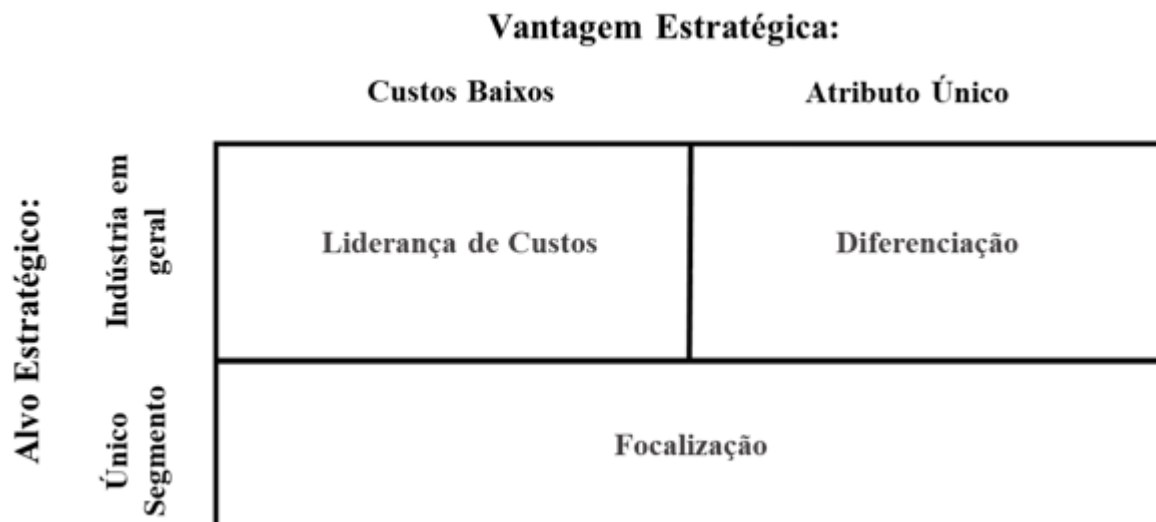 Vantagem Estratégica:
Custos Baixos
Atributo Único
Alvo Estratégico:
Indústria em
geral
Liderança de Custos
Diferenciação
Único
Segmento
Focalização